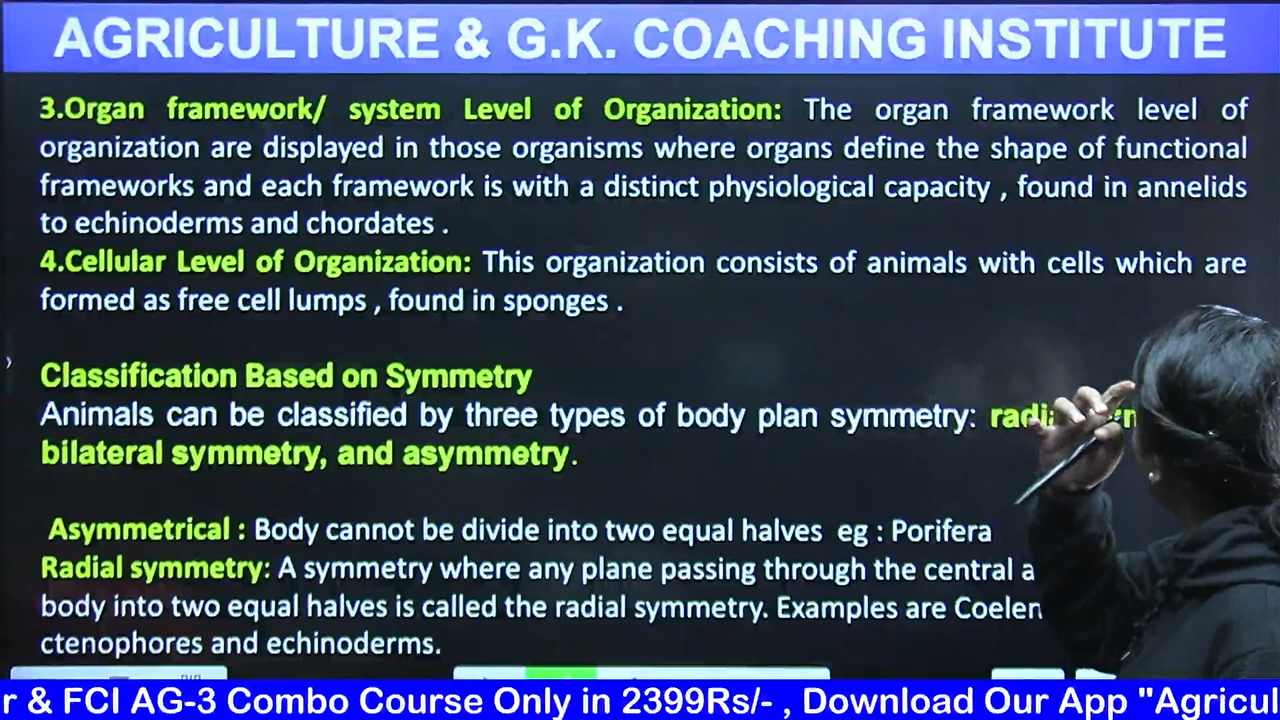 AGRICULTURE & G.K. COACHING INSTITUTE
3.Organ framework/ system Level of Organization: The organ framework level of
organization are displayed in those organisms where organs define the shape of functional
frameworks and each framework is with a distinct physiological capacity , found in annelids
to echinoderms and chordates .
4.Cellular Level of Organization: This organization consists of animals with cells which are
formed as free cell lumps , found in sponges .
Classification Based on Symmetry
Animals can be classified by three types of body plan symmetry:
bilateral symmetry, and asymmetry.
Asymmetrical : Body cannot be divide into two equal halves eg : Porifera
Radial symmetry: A symmetry where any plane passing through the central
body into two equal halves is called the radial symmetry. Examples are Coelen
ctenophores and echinoderms.
r & FCI AG-3 Combo Course Only in 2399Rs/- , Download Our App "Agricul